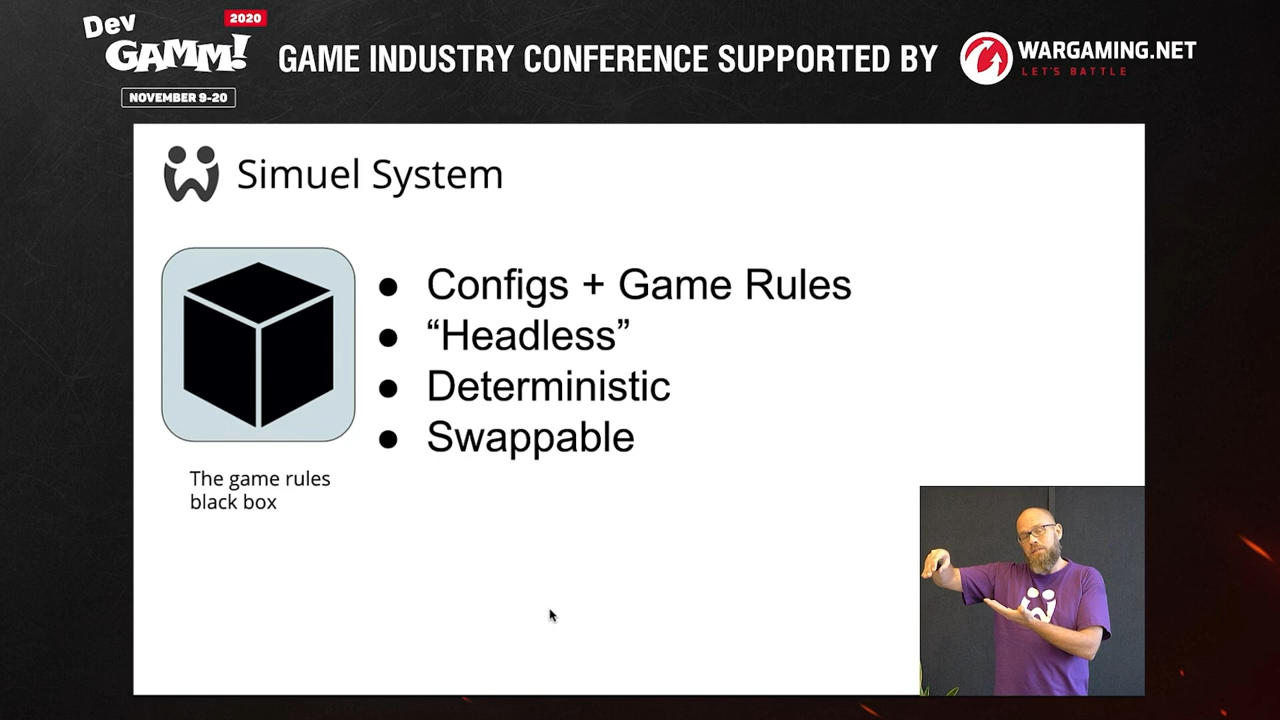 Dev
GAMM!
2020
NOVEMBER 9-20
GAME INDUSTRY CONFERENCE SUPPORTED BY
WARGAMING.NET
LET'S BATTLE
Simuel System
● Configs + Game Rules
● “Headless”
● Deterministic
● Swappable
The game rules
black box